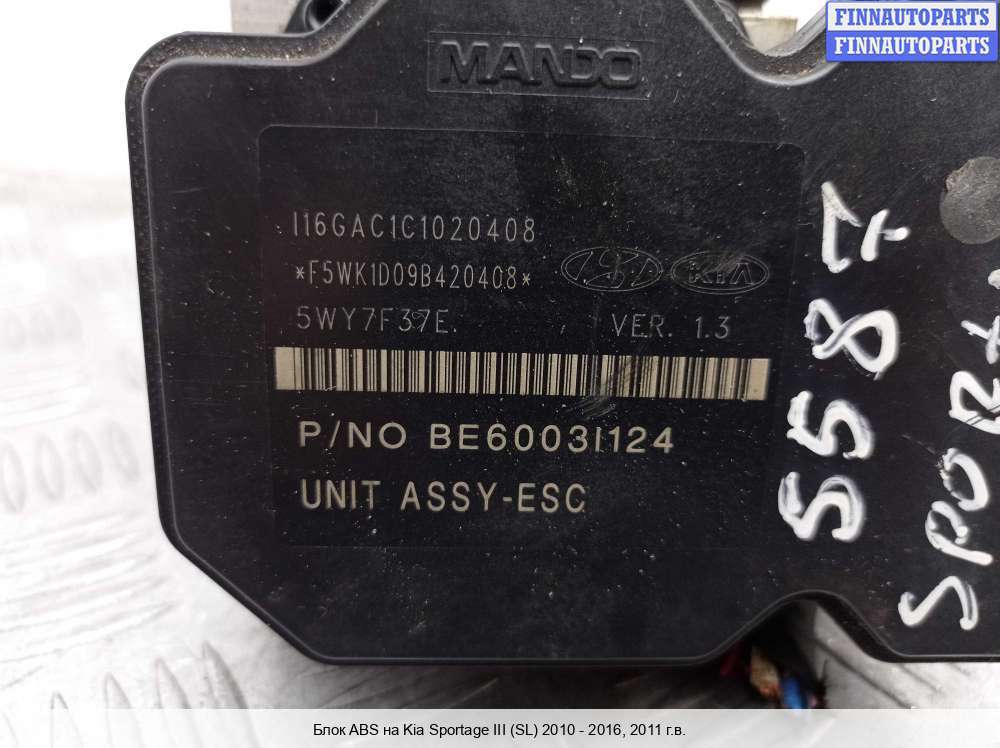 FINNAUTOPARTS
FINNAUTOPARTS
MANDO
I16GAC1C1020408
*F5WK1D09B420408*
KIA
5WY7F37E.
VER. 1.3
P/NO BE6003I124
UNIT ASSY-ESC
5587
Блок ABS на Kia Sportage III (SL) 2010 - 2016, 2011 г.в.